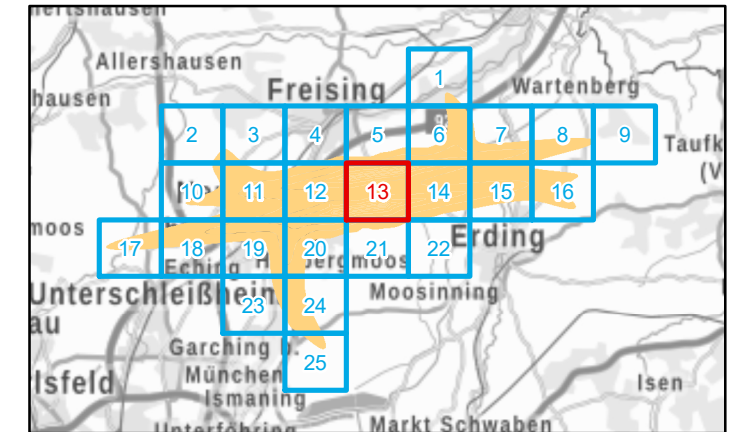 Allershausen
1
Freising
Wartenberg
hausen
2 3 4 5 6 7 8 9
Taufk
(V
10 11 12 13 14 15 16
moos
17 18 19 20 21 22
Erding
Eching
Unterschleißheim
23 24
Moosinning
au
Garching b.
25
München
Isen
Ismaning
Markt Schwaben
Unterföhring